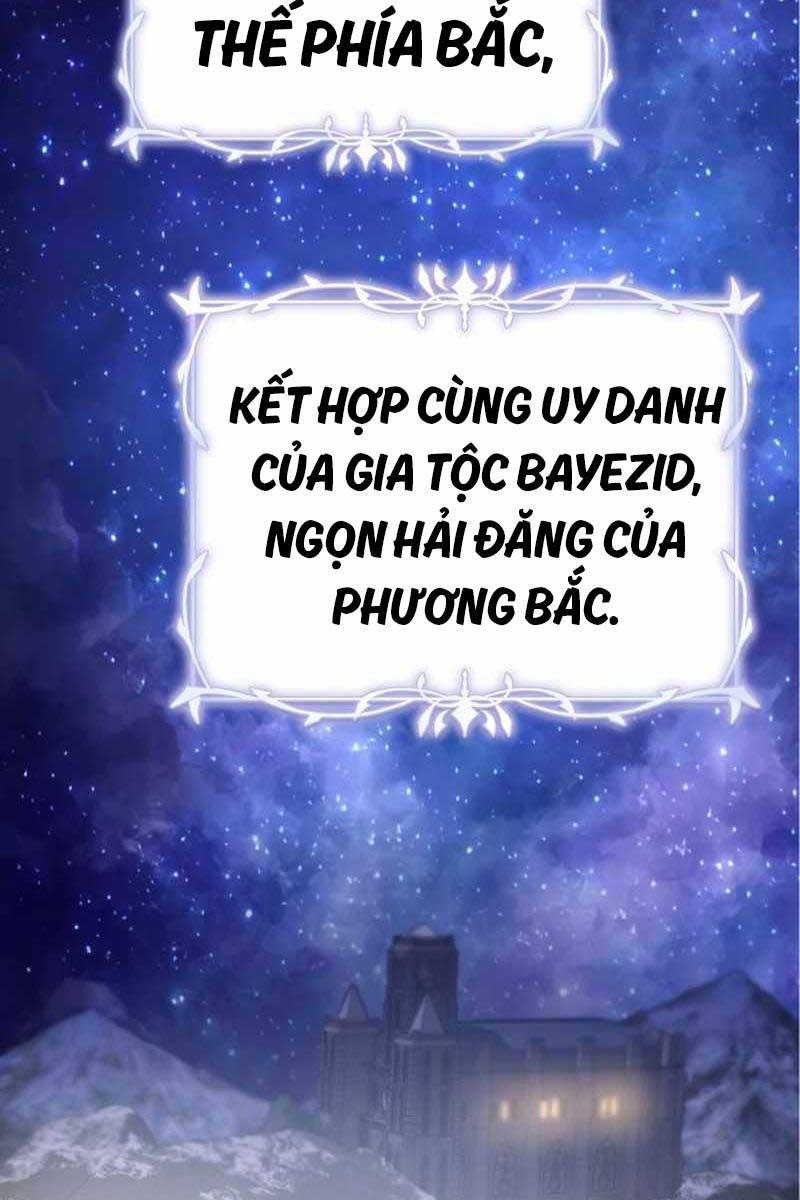 THẾ PHÍA BẮC,
KẾT HỢP CÙNG UY DANH
CỦA GIA TỘC BAYEZID,
NGỌN HẢI ĐĂNG CỦA
PHƯƠNG BẮC.